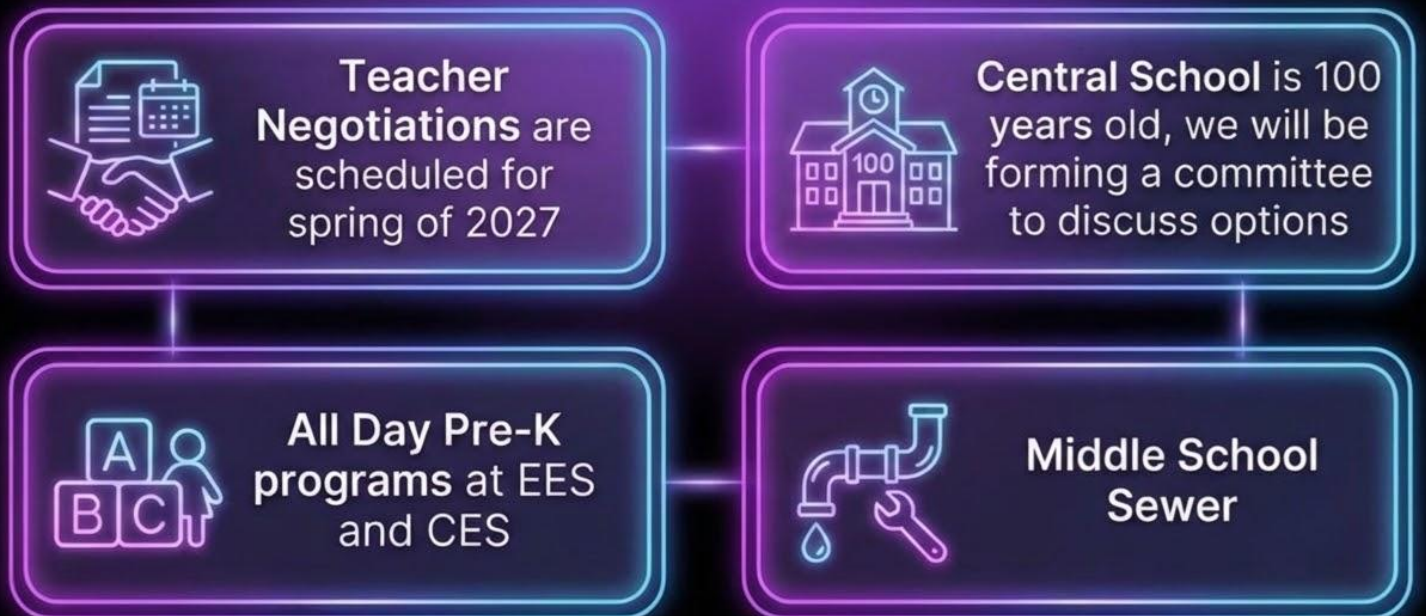 Teacher
Negotiations are
scheduled for
spring of 2027
100
Central School is 100
years old, we will be
forming a committee
to discuss options
A
B C
All Day Pre-K
programs at EES
and CES
Middle School
Sewer